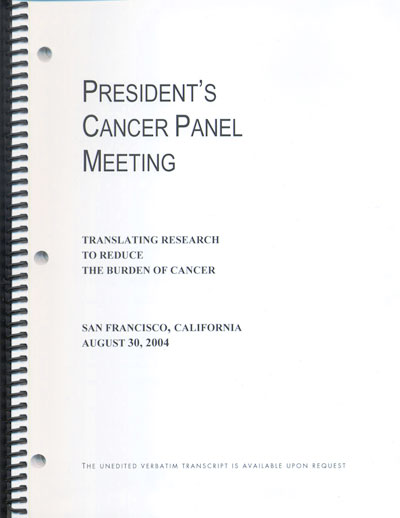 PRESIDENT'S
CANCER PANEL
MEETING
TRANSLATING RESEARCH
TO REDUCE
THE BURDEN OF CANCER
SAN FRANCISCO, CALIFORNIA
AUGUST 30, 2004
THE UNEDITED VERBATIM TRANSCRIPT IS AVAILABLE UPON REQUEST